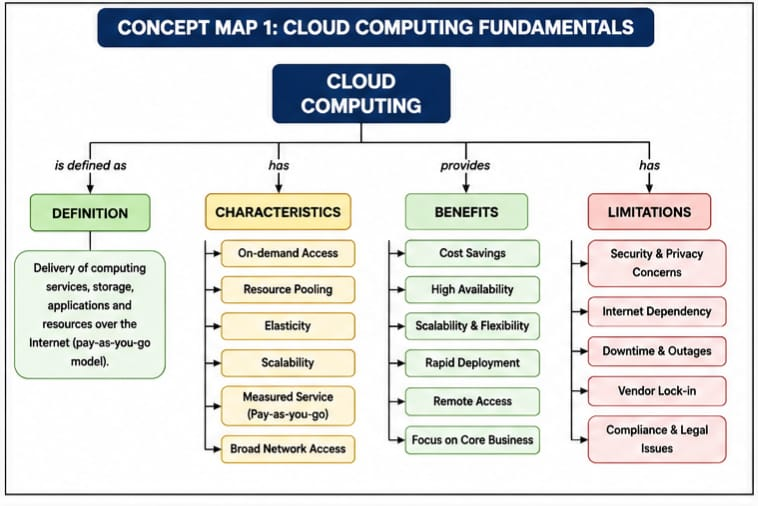 CONCEPT MAP 1: CLOUD COMPUTING FUNDAMENTALS
CLOUD
COMPUTING
is defined as
has
provides
has
DEFINITION
CHARACTERISTICS
BENEFITS
LIMITATIONS
Delivery of computing
services, storage,
applications and
resources over the
Internet (pay-as-you-go
model).
On-demand Access
Resource Pooling
Elasticity
Scalability
Measured Service
(Pay-as-you-go)
Broad Network Access
Cost Savings
High Availability
Scalability & Flexibility
Rapid Deployment
Remote Access
Focus on Core Business
Security & Privacy
Concerns
Internet Dependency
Downtime & Outages
Vendor Lock-in
Compliance & Legal
Issues